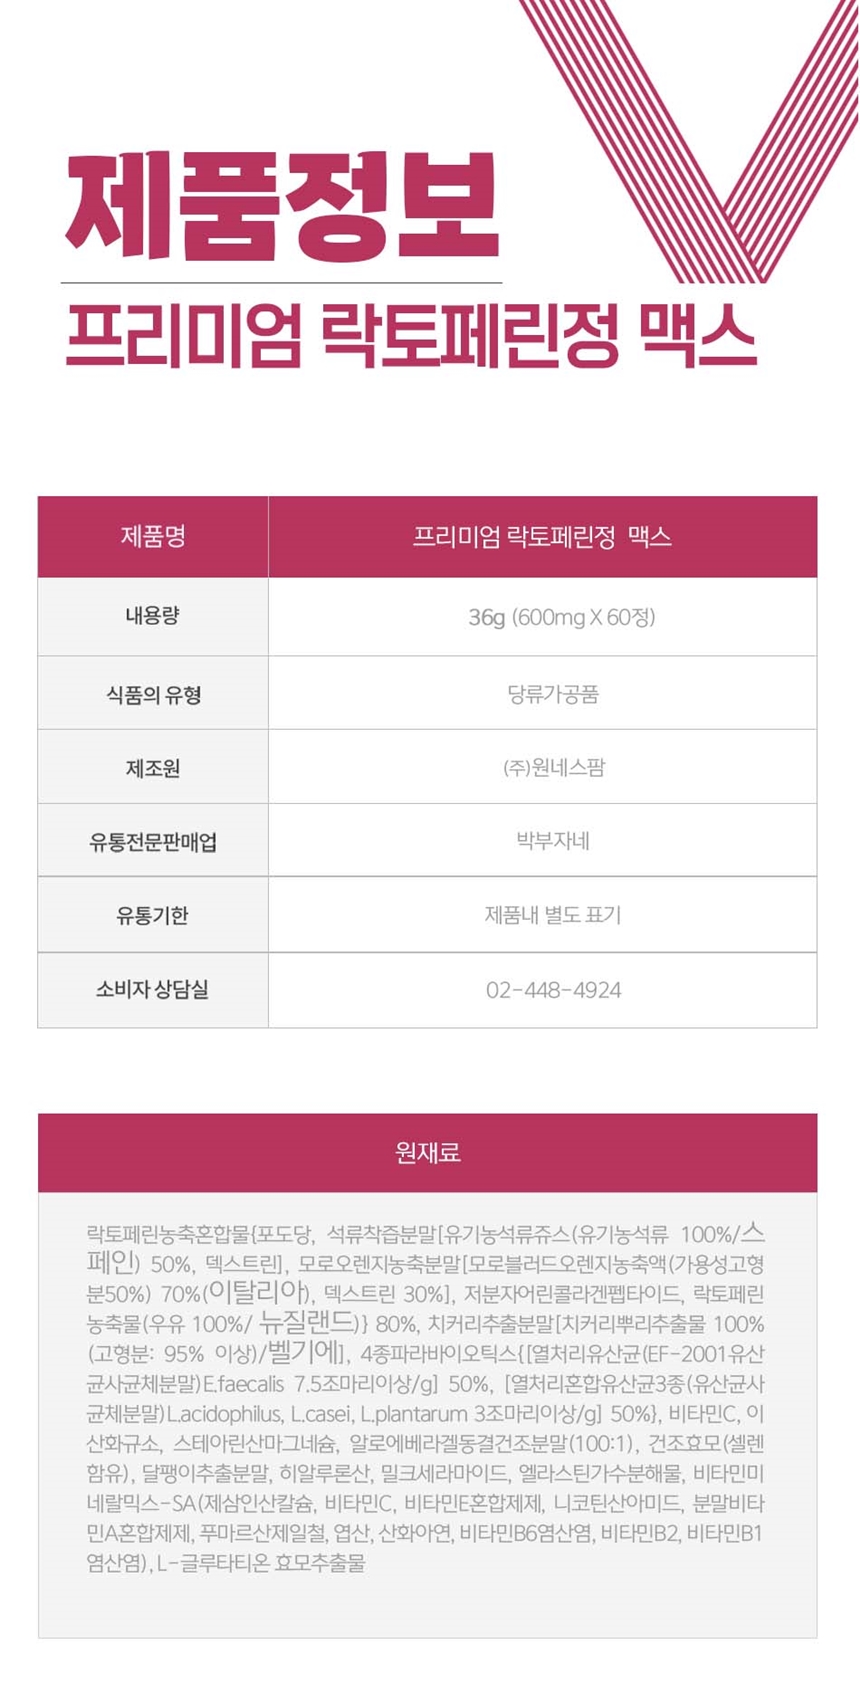 제품정보
프리미엄 락토페린정 맥스
제품명 프리미엄 락토페린정 맥스
내용량 36g (600mg X 60정)
식품의 유형 당류가공품
제조원 (주)원네스팜
유통전문판매업 박부자네
유통기한 제품내 별도 표기
소비자 상담실 02-448-4924
원재료
락토페린농축혼합물{포도당, 석류착즙분말[유기농석류쥬스(유기농석류 100%/스
페인) 50%, 덱스트린], 모로오렌지농축분말[모로블러드오렌지농축액(가용성고형
분50%) 70%(이탈리아), 덱스트린 30%], 저분자어린콜라겐펩타이드, 락토페린
농축물(우유 100%/ 뉴질랜드)} 80%, 치커리추출분말[치커리뿌리추출물 100%
(고형분: 95% 이상)/벨기에], 4종파라바이오틱스{[열처리유산균(EF-2001유산
균사균체분말)E.faecalis 7.5조마리이상/g] 50%, [열처리혼합유산균3종(유산균사
균체분말)L.acidophilus, L.casei, L.plantarum 3조마리이상/g] 50%}, 비타민C, 이
산화규소, 스테아린산마그네슘, 알로에베라겔동결건조분말(100:1), 건조효모(셀렌
함유), 달팽이추출분말, 히알루론산, 밀크세라마이드, 엘라스틴가수분해물, 비타민미
네랄믹스-SA(제삼인산칼슘, 비타민C, 비타민E혼합제제, 니코틴산아미드, 분말비타
민A혼합제제, 푸마르산제일철, 엽산, 산화아연, 비타민B6염산염, 비타민B2, 비타민B1
염산염), L-글루타티온 효모추출물